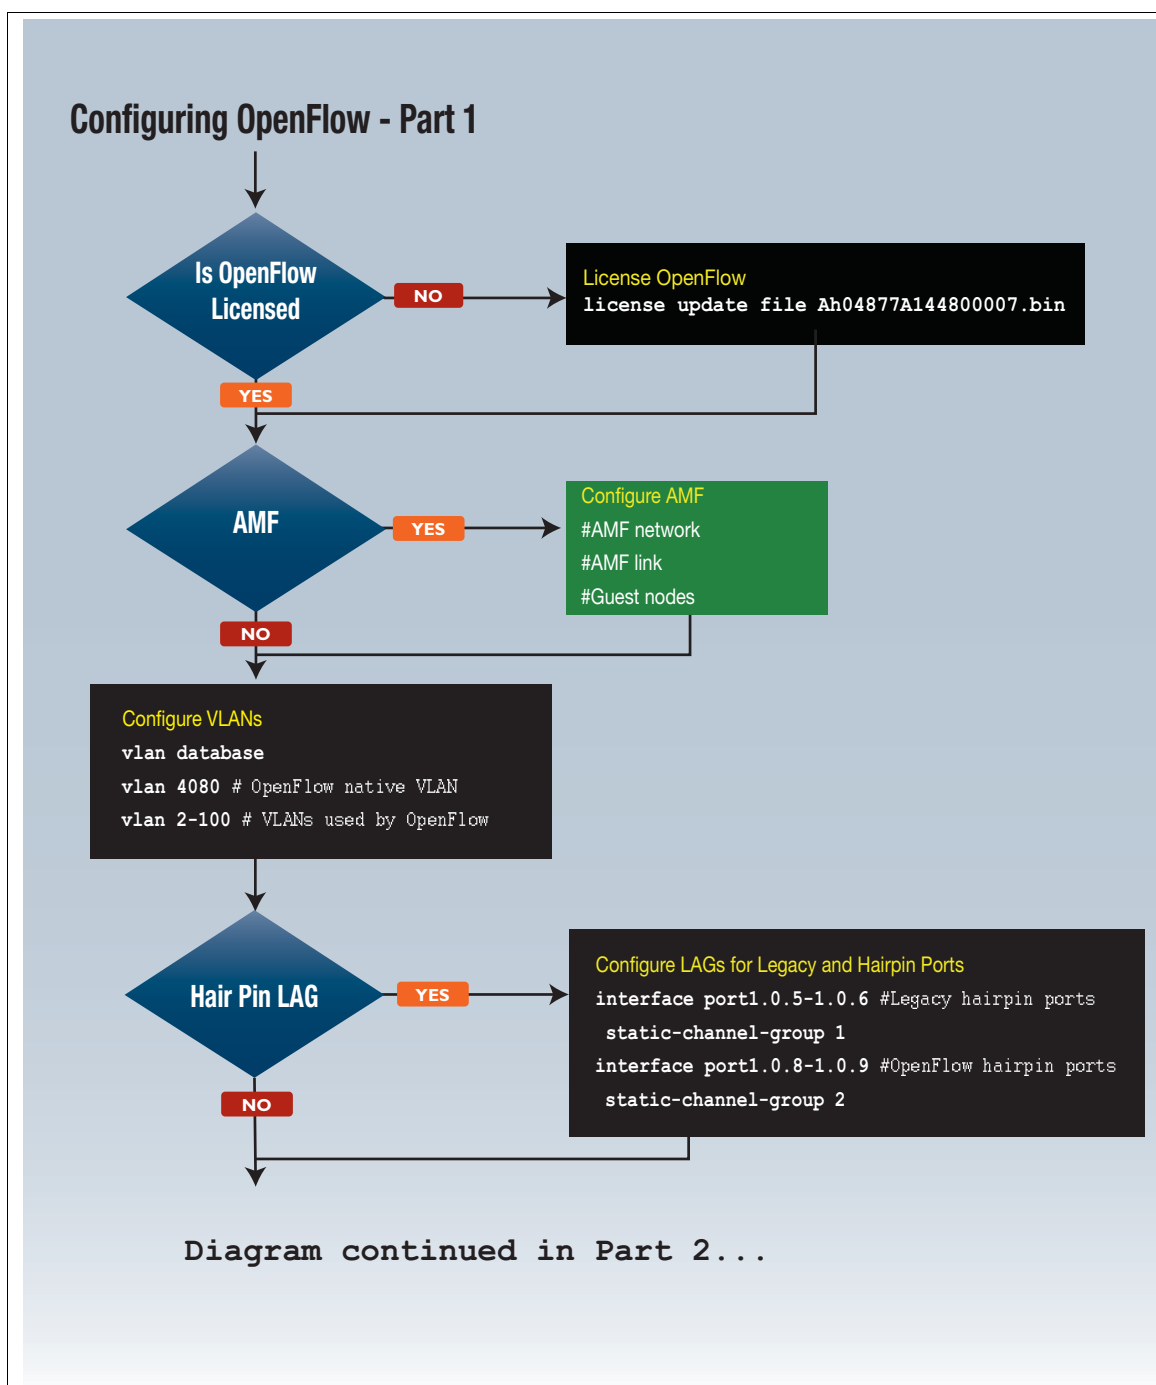 Configuring OpenFlow - Part 1
Is OpenFlow
Licensed
NO
License OpenFlow
license update file Ah04877A144800007.bin
YES
AMF
YES
Configure AMF
#AMF network
#AMF link
#Guest nodes
NO
Configure VLANs
vlan database
vlan 4080 # OpenFlow native VLAN
vlan 2-100 # VLANs used by OpenFlow
Hair Pin LAG
YES
Configure LAGs for Legacy and Hairpin Ports
interface port1.0.5-1.0.6 #Legacy hairpin ports
static-channel-group 1
interface port1.0.8-1.0.9 #OpenFlow hairpin ports
static-channel-group 2
NO
Diagram continued in Part 2...